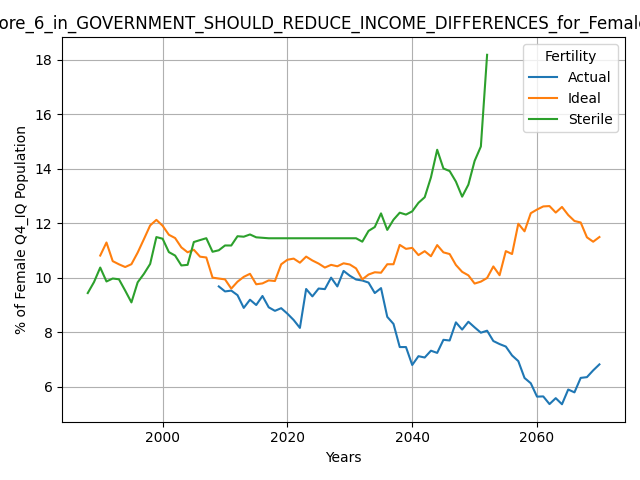 ore_6_in_GOVERNMENT_SHOULD_REDUCE_INCOME_DIFFERENCES_for_Female
% of Female Q4_IQ Population
18
16
14
12
10
8
6
Fertility
Actual
Ideal
Sterile
2000 2020 2040 2060
Years